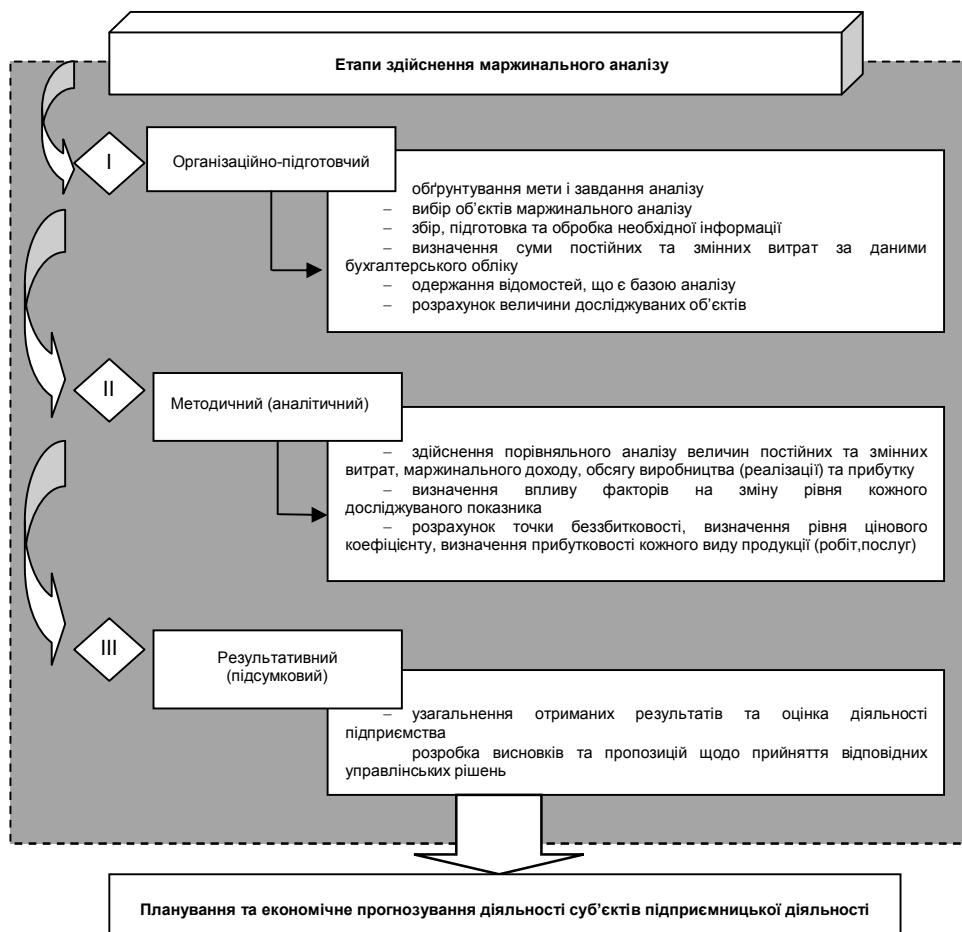 Етапи здійснення маржинального аналізу
I
Організаційно-підготовчий
обґрунтування мети і завдання аналізу
– вибір об’єктів маржинального аналізу
– збір, підготовка та обробка необхідної інформації
– визначення суми постійних та змінних витрат за даними
бухгалтерського обліку
– одержання відомостей, що є базою аналізу
– розрахунок величини досліджуваних об’єктів
II
Методичний (аналітичний)
– здійснення порівняльного аналізу величин постійних та змінних
витрат, маржинального доходу, обсягу виробництва (реалізації) та прибутку
– визначення впливу факторів на зміну рівня кожного
досліджуваного показника
– розрахунок точки беззбитковості, визначення рівня цінового
коефіцієнту, визначення прибутковості кожного виду продукції (робіт,послуг)
III
Результативний
(підсумковий)
– узагальнення отриманих результатів та оцінка діяльності
підприємства
розробка висновків та пропозицій щодо прийняття відповідних
управлінських рішень
Планування та економічне прогнозування діяльності суб’єктів підприємницької діяльності